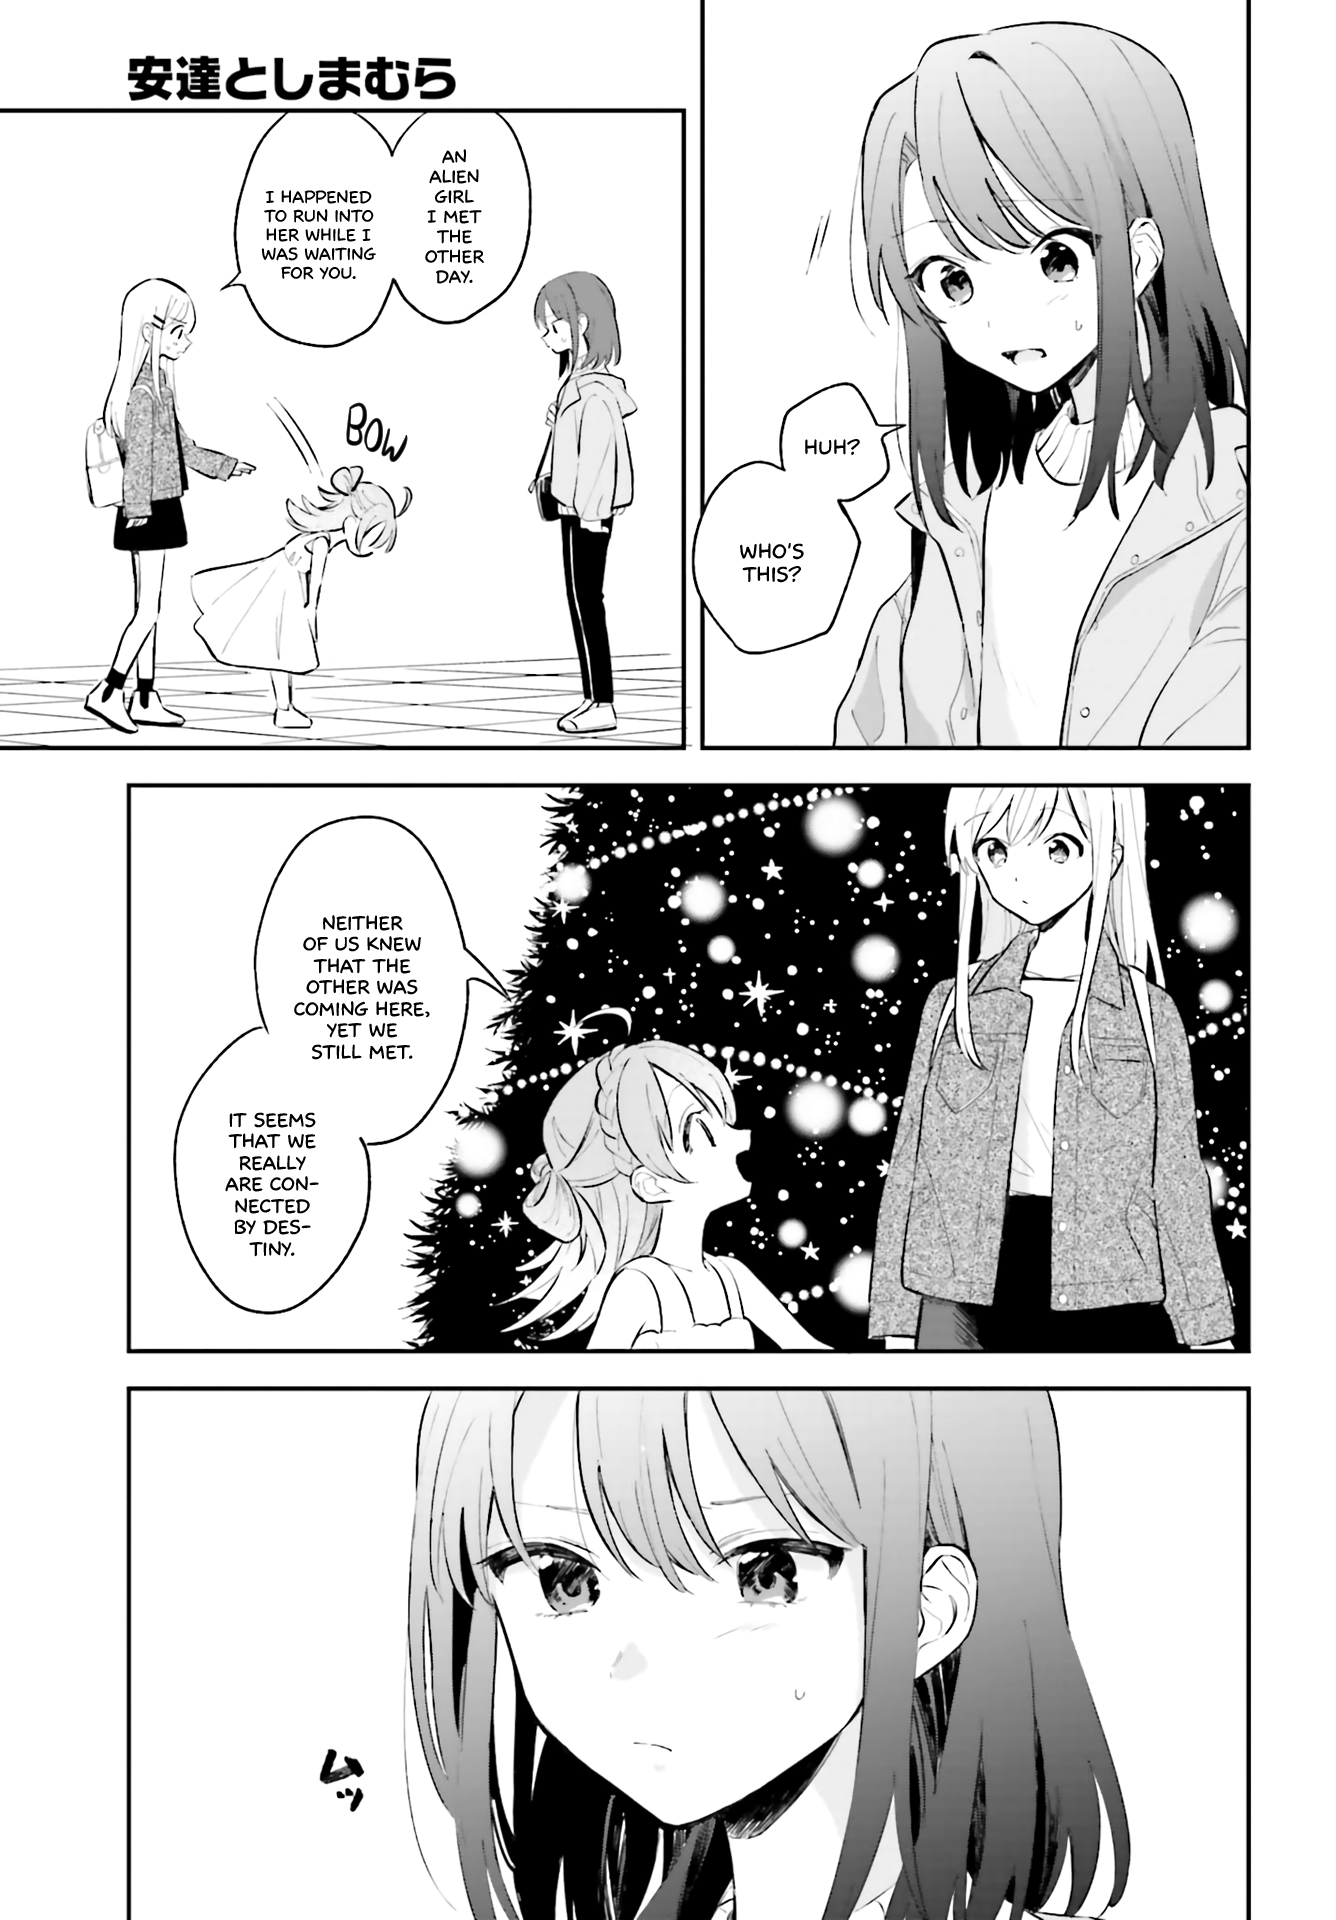 安達としまむら
HUH?
WHO'S
THIS?
AN
ALIEN
GIRL
I MET
THE
OTHER
DAY.
I HAPPENED
TO RUN INTO
HER WHILE I
WAS WAITING
FOR YOU.
BOW
NEITHER
OF US KNEW
THAT THE
OTHER WAS
COMING HERE,
YET WE
STILL MET.
IT SEEMS
THAT WE
REALLY
ARE CON-
NECTED
BY DES-
TINY.
ムッ